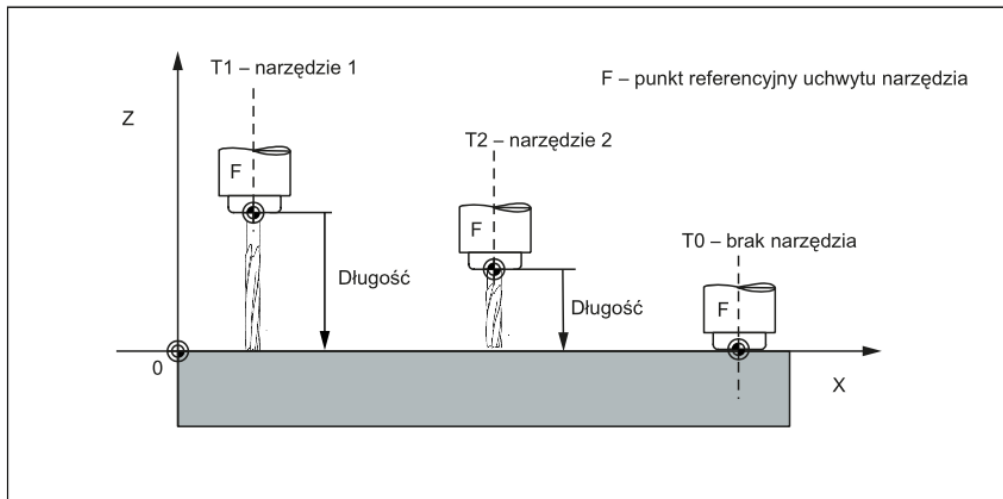 T1 – narzędzie 1
F – punkt referencyjny uchwytu narzędzia
Z
T2 – narzędzie 2
F
F
T0 – brak narzędzia
Długość
Długość
F
0
X